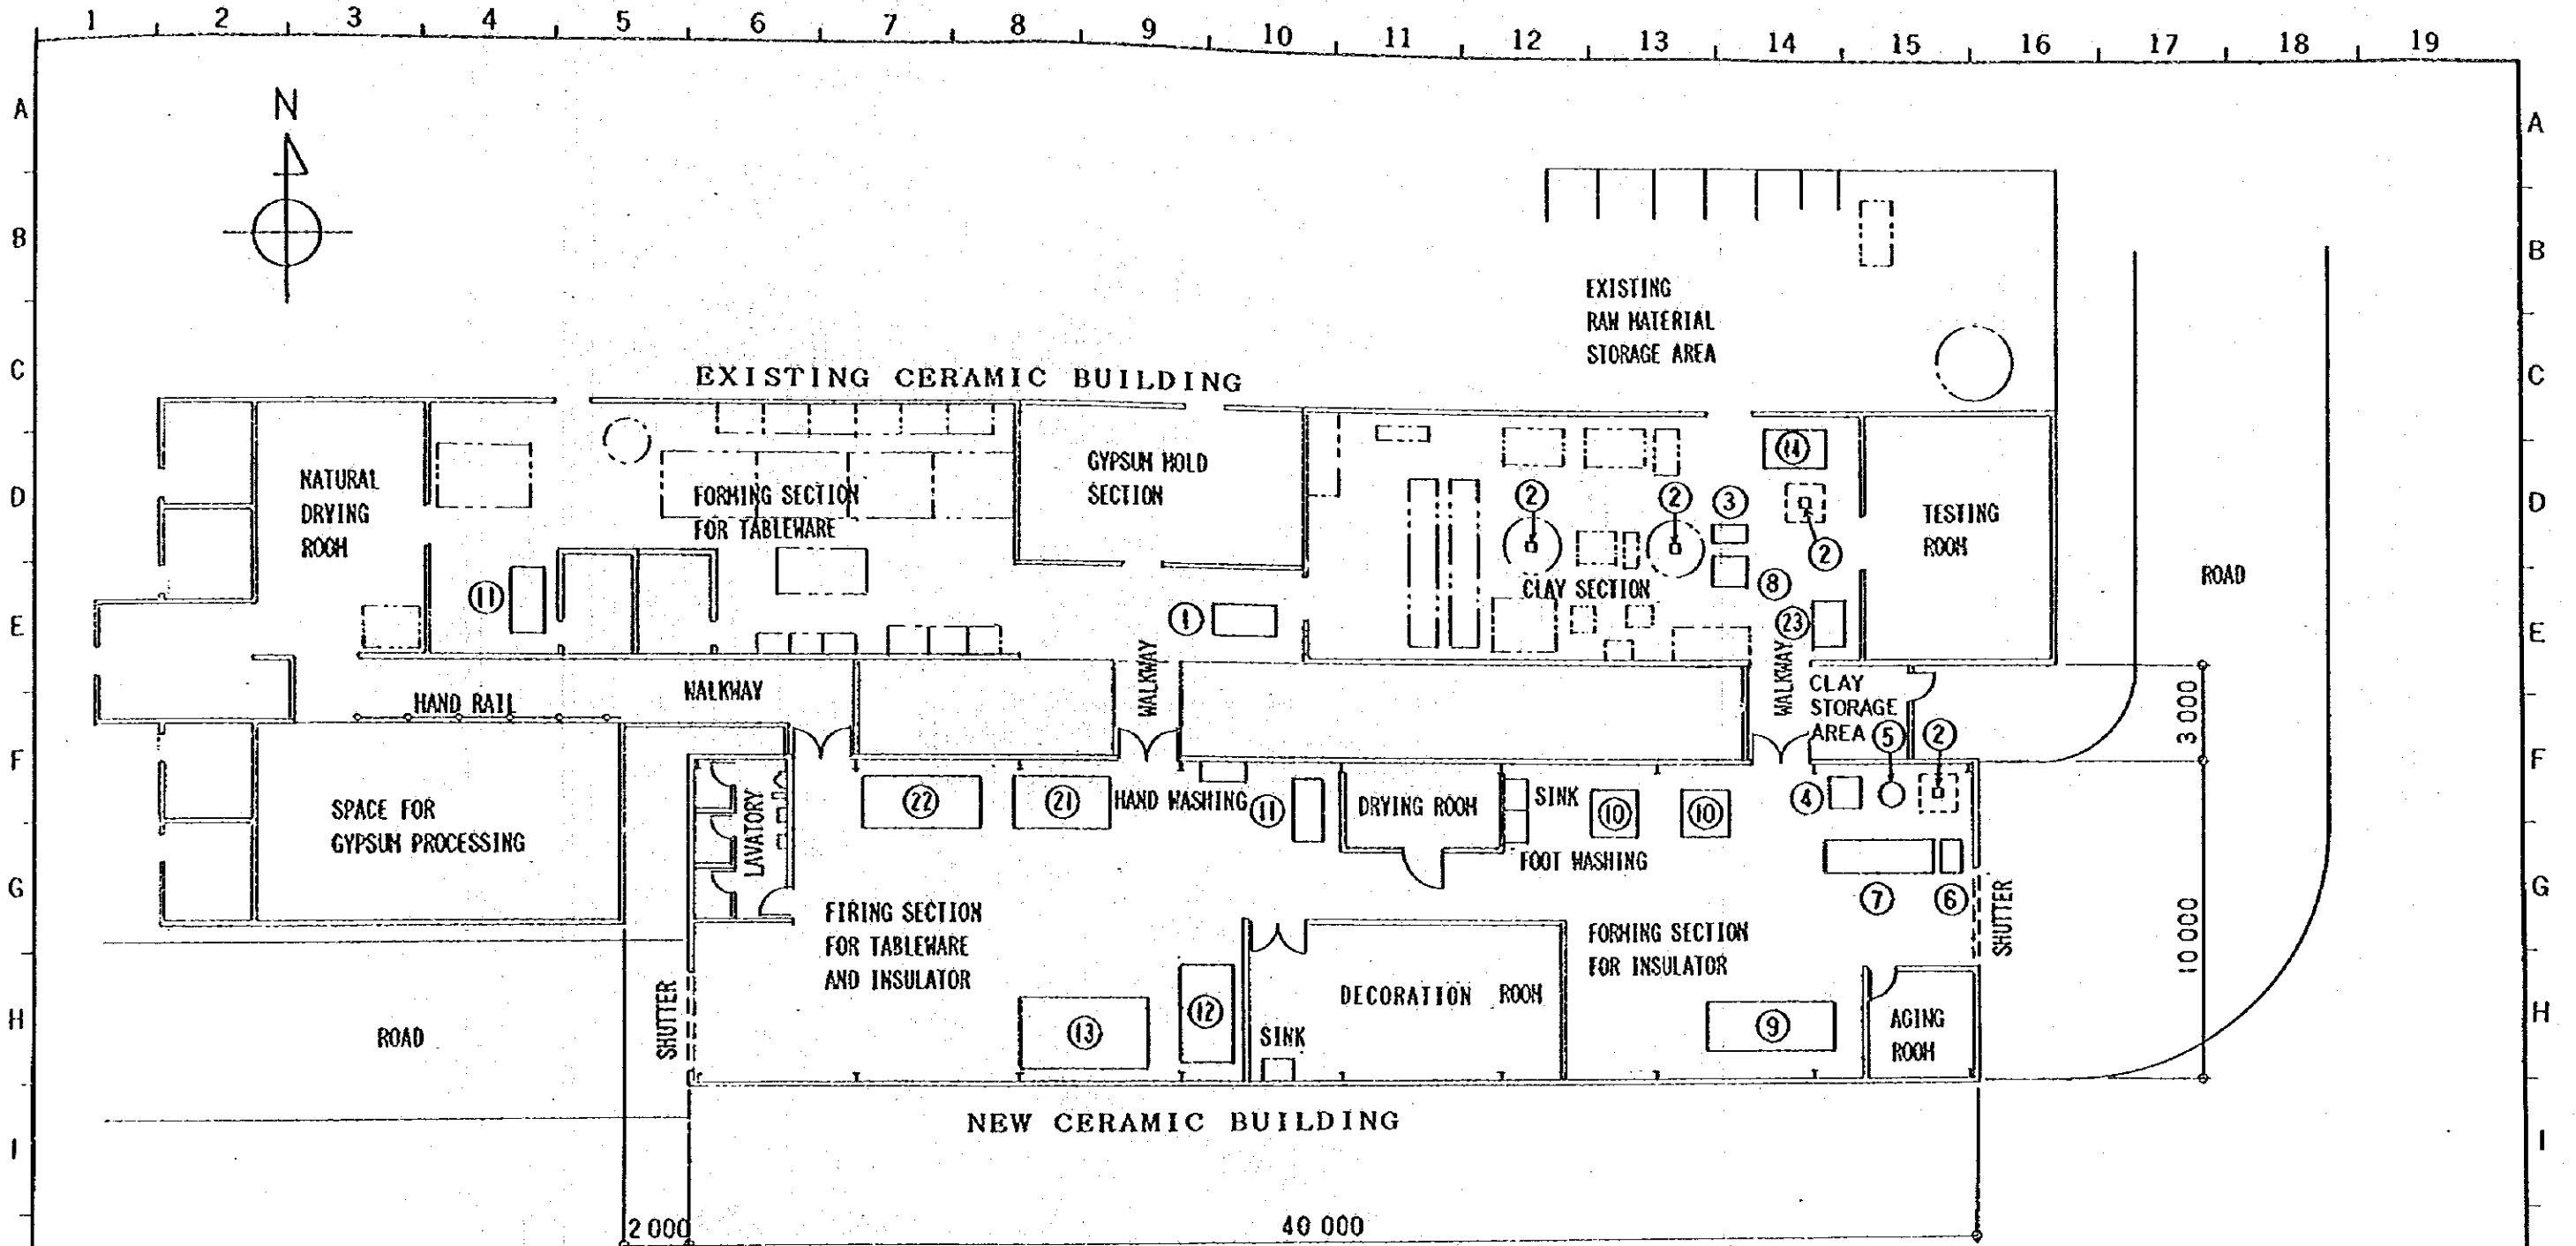 1 2 3 4 5 6 7 8 9 10 11 12 13 14 15 16 17 18 19
A
A
N
B
B
EXISTING
RAW MATERIAL
STORAGE AREA
C
C
EXISTING CERAMIC BUILDING
NATURAL
DRYING
ROOM
FORMING SECTION
FOR TABLEWARE
GYPSUM MOLD
SECTION
14
D
D
2
2
3
2
TESTING
ROOM
ROAD
11
1
CLAY SECTION
8
23
E
E
HAND RAIL
WALKWAY
WALKWAY
WALKWAY
CLAY
STORAGE
AREA
5
2
3 000
F
F
SPACE FOR
GYPSUM PROCESSING
LAVATORY
22
21
HAND WASHING
11
DRYING ROOM
SINK
10
10
4
FOOT WASHING
G
G
7
6
SHUTTER
10 000
FIRING SECTION
FOR TABLEWARE
AND INSULATOR
FORMING SECTION
FOR INSULATOR
H
H
ROAD
SHUTTER
13
12
SINK
DECORATION ROOM
9
AGING
ROOM
NEW CERAMIC BUILDING
I
I
2 000
40 000